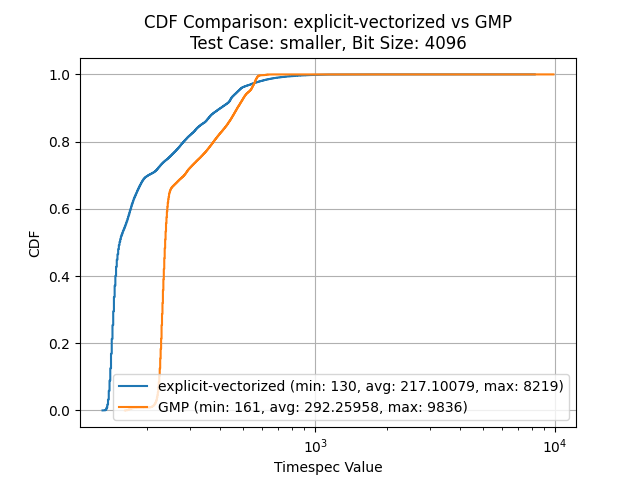 CDF Comparison: explicit-vectorized vs GMP
Test Case: smaller, Bit Size: 4096
1.0
0.8
0.6
0.4
0.2
0.0
CDF
explicit-vectorized (min: 130, avg: 217.10079, max: 8219)
GMP (min: 161, avg: 292.25958, max: 9836)
10³ 10⁴
Timespec Value